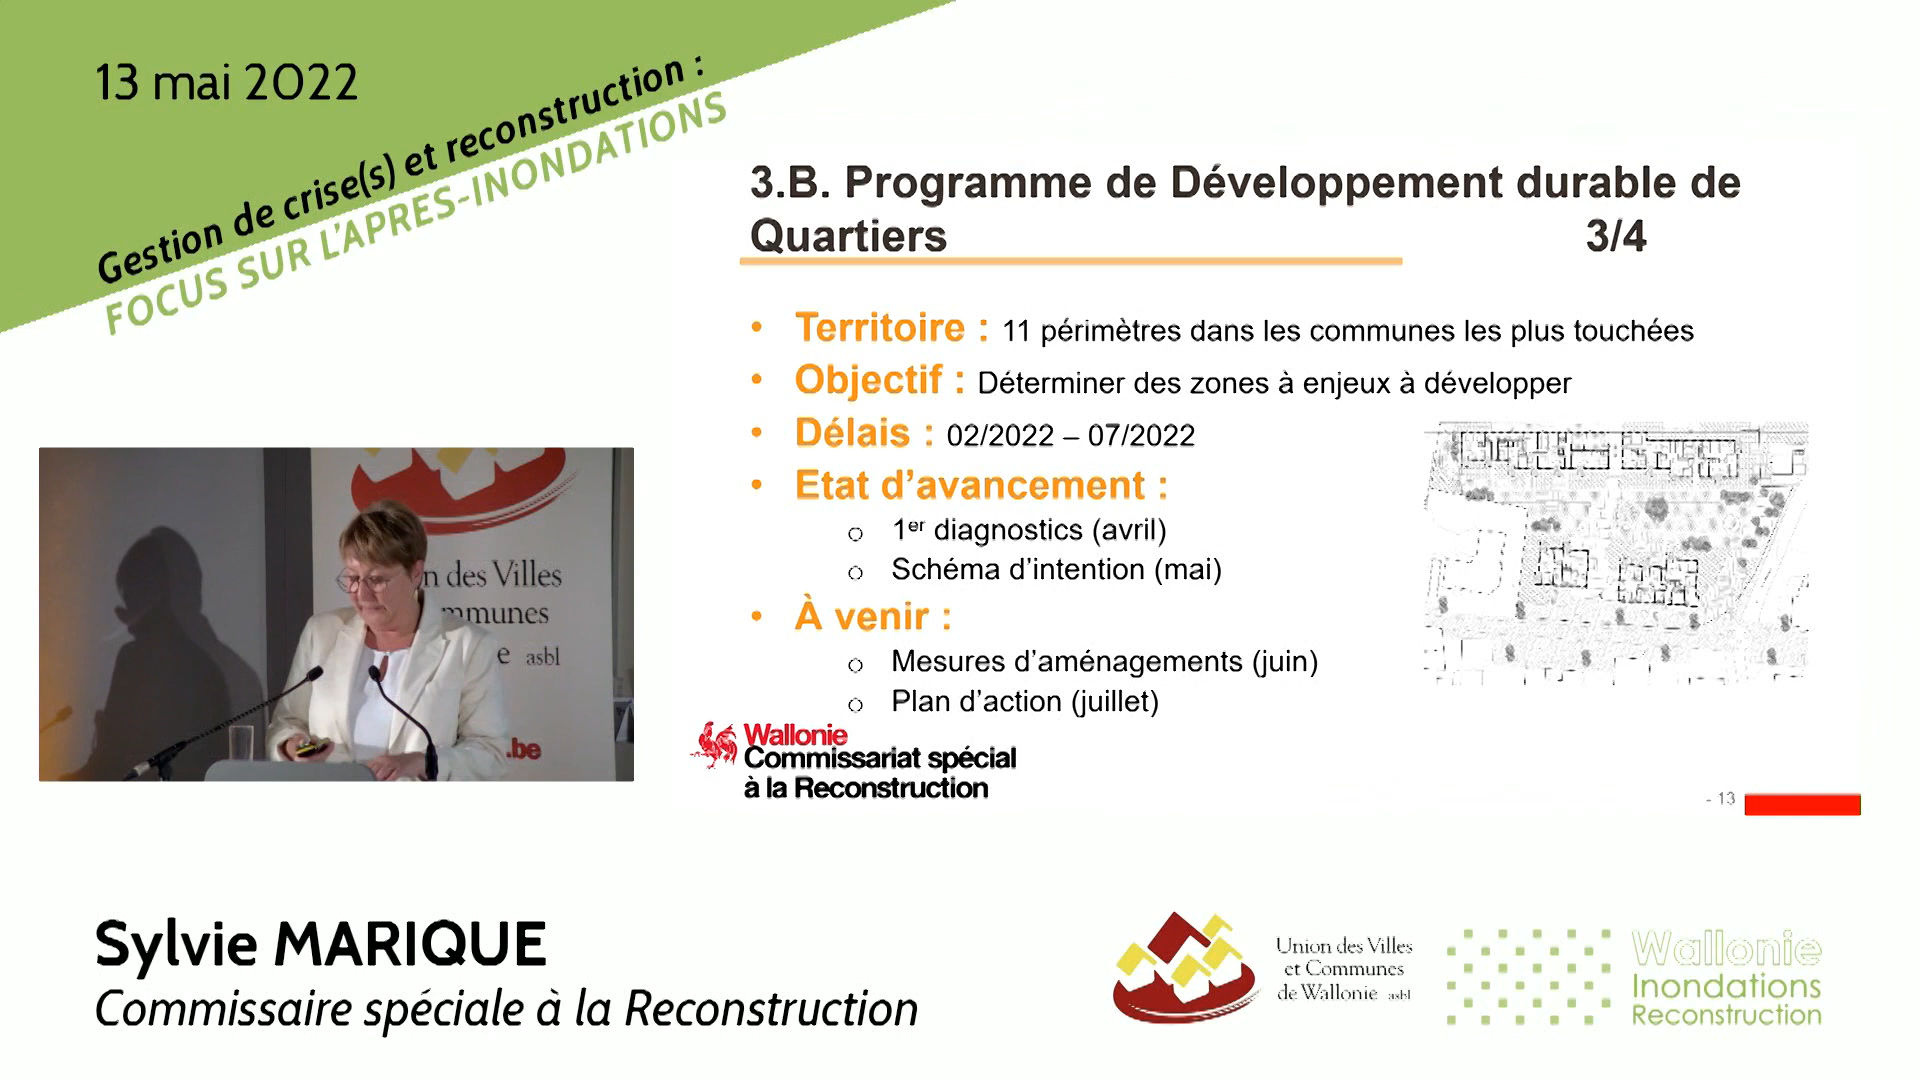 13 mai 2022
Gestion de crise(s) et reconstruction :
FOCUS SUR L'APRES-INONDATIONS
3.B. Programme de Développement durable de
Quartiers 3/4
• Territoire : 11 périmètres dans les communes les plus touchées
• Objectif : Déterminer des zones à enjeux à développer
• Délais : 02/2022 – 07/2022
• Etat d’avancement :
o 1er diagnostics (avril)
o Schéma d’intention (mai)
• À venir :
o Mesures d’aménagements (juin)
o Plan d’action (juillet)
Wallonie
Commissariat spécial
à la Reconstruction
- 13
n des Villes
mmunes
e asbl
.be
Sylvie MARIQUE
Commissaire spéciale à la Reconstruction
Union des Villes
et Communes
de Wallonie asbl
Wallonie
Inondations
Reconstruction